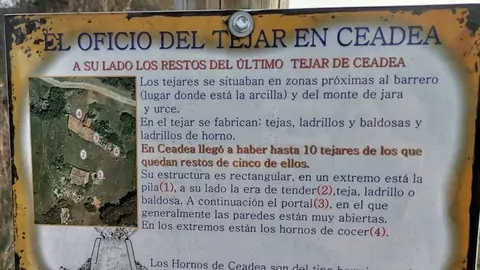 EL OFICIO DEL TEJAR EN CEADEA
A SU LADO LOS RESTOS DEL ÚLTIMO TEJAR DE CEADEA
Los tejares se situaban en zonas próximas al barrero
(lugar donde está la arcilla) y del monte de jara
y urce.
En el tejar se fabrican: tejas, ladrillos y baldosas y
ladrillos de horno.
En Ceadea llegó a haber hasta 10 tejares de los que
quedan restos de cinco de ellos.
Su estructura es rectangular, en un extremo está la
pila(1), a su lado la era de tender(2),teja, ladrillo o
baldosa. A continuación el portal(3), en el que
generalmente las paredes están muy abiertas.
En los extremos están los hornos de cocer(4).
Los Hornos de Ceadea son del tipo